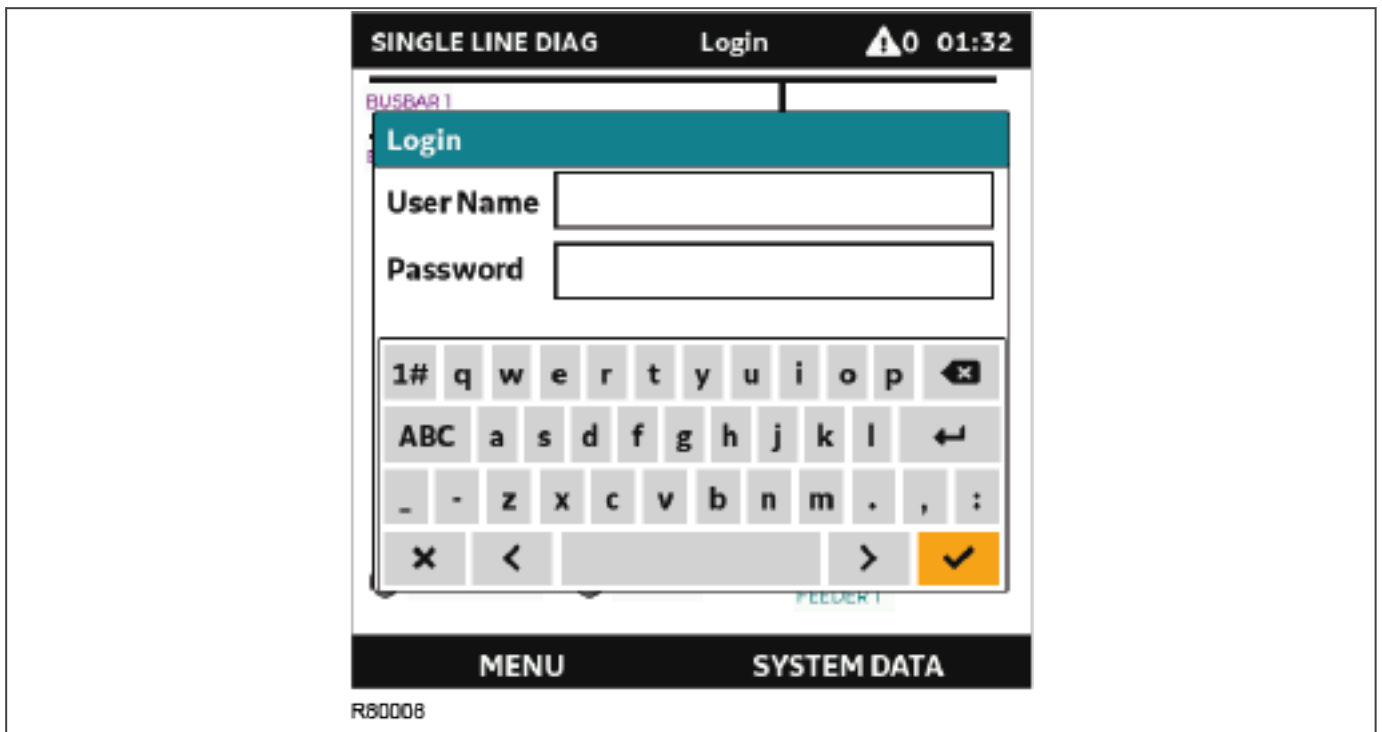 SINGLE LINE DIAG Login 0 01:32
BUSBAR 1
Login
User Name
Password
1# q w e r t y u i o p
ABC a s d f g h j k l
_ - z x c v b n m . , :
FEEDER 1
MENU SYSTEM DATA
R80008